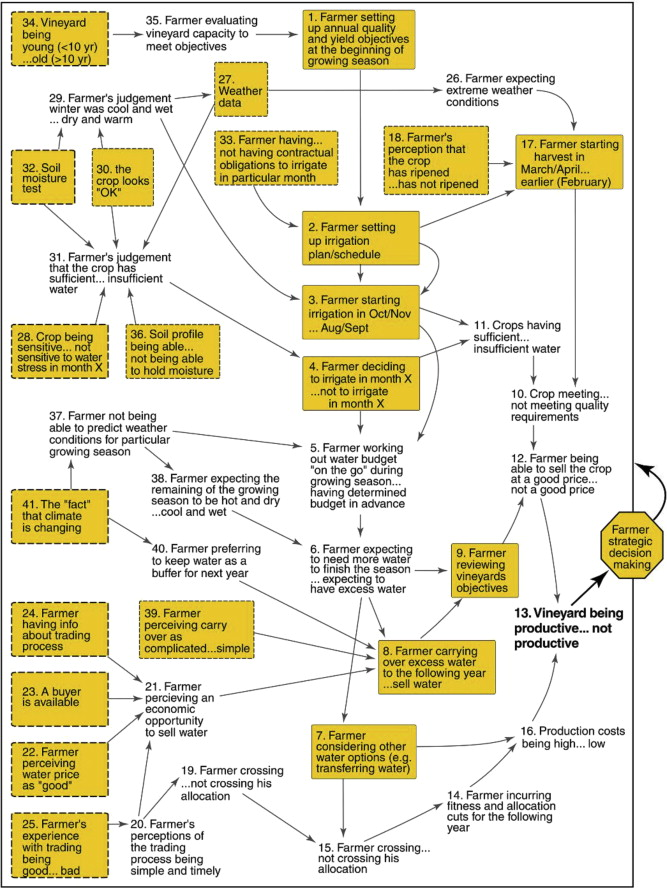 34. Vineyard
being
young (<10 yr)
...old (>10 yr)
35. Farmer evaluating
vineyard capacity to
meet objectives
1. Farmer setting
up annual quality
and yield objectives
at the beginning of
growing season
29. Farmer's judgement
winter was cool and wet
... dry and warm
27.
Weather
data
26. Farmer expecting
extreme weather
conditions
33. Farmer having...
not having contractual
obligations to irrigate
in particular month
18. Farmer's
perception that
the crop
has ripened
...has not ripened
17. Farmer starting
harvest in
March/April...
earlier (February)
32. Soil
moisture
test
30. the
crop looks
"OK"
2. Farmer setting
up irrigation
plan/schedule
31. Farmer's judgement
that the crop has
sufficient... insufficient
water
3. Farmer starting
irrigation in Oct/Nov
... Aug/Sept
11. Crops having
sufficient...
insufficient water
28. Crop being
sensitive... not
sensitive to water
stress in month X
36. Soil profile
being able...
not being able
to hold moisture
4. Farmer deciding
to irrigate in month X
...not to irrigate
in month X
10. Crop meeting...
not meeting quality
requirements
37. Farmer not being
able to predict weather
conditions for particular
growing season
5. Farmer working
out water budget
"on the go" during
growing season...
having determined
budget in advance
12. Farmer being
able to sell the crop
at a good price...
not a good price
38. Farmer expecting the
remaining of the growing
season to be hot and dry
...cool and wet
41. The "fact"
that climate
is changing
40. Farmer preferring
to keep water as a
buffer for next year
6. Farmer expecting
to need more water
to finish the season
... expecting to
have excess water
9. Farmer
reviewing
vineyards
objectives
Farmer
strategic
decision
making
24. Farmer
having info
about trading
process
39. Farmer
perceiving carry
over as
complicated...simple
13. Vineyard being
productive... not
productive
8. Farmer carrying
over excess water
to the following year
...sell water
23. A buyer
is available
21. Farmer
percieving an
economic
opportunity
to sell water
22. Farmer
perceiving
water price
as "good"
7. Farmer
considering other
water options (e.g.
transferring water)
16. Production costs
being high... low
19. Farmer crossing
...not crossing his
allocation
14. Farmer incurring
fitness and allocation
cuts for the following
year
25. Farmer's
experience
with trading
being
good... bad
20. Farmer's
perceptions of
the trading
process being
simple and timely
15. Farmer crossing...
not crossing his
allocation